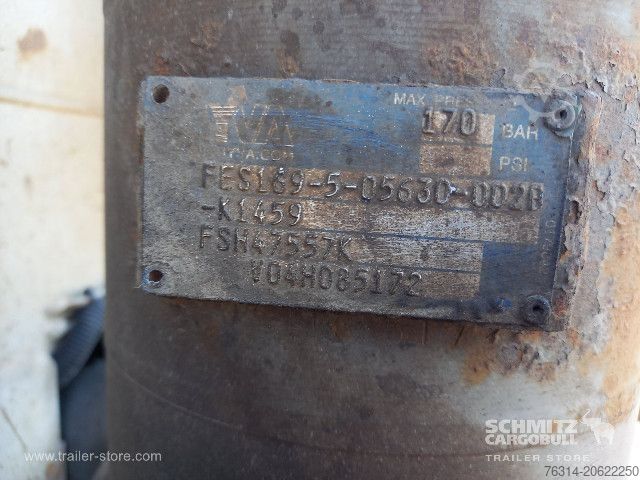 MAX. PRES
170 BAR
PSI
FES189-5-05630-002B
-K1459
FSH47557K
V04H085172
www.trailer-store.com
SCHMITZ
CARGOBULL
TRAILER STORE
76314-20622250